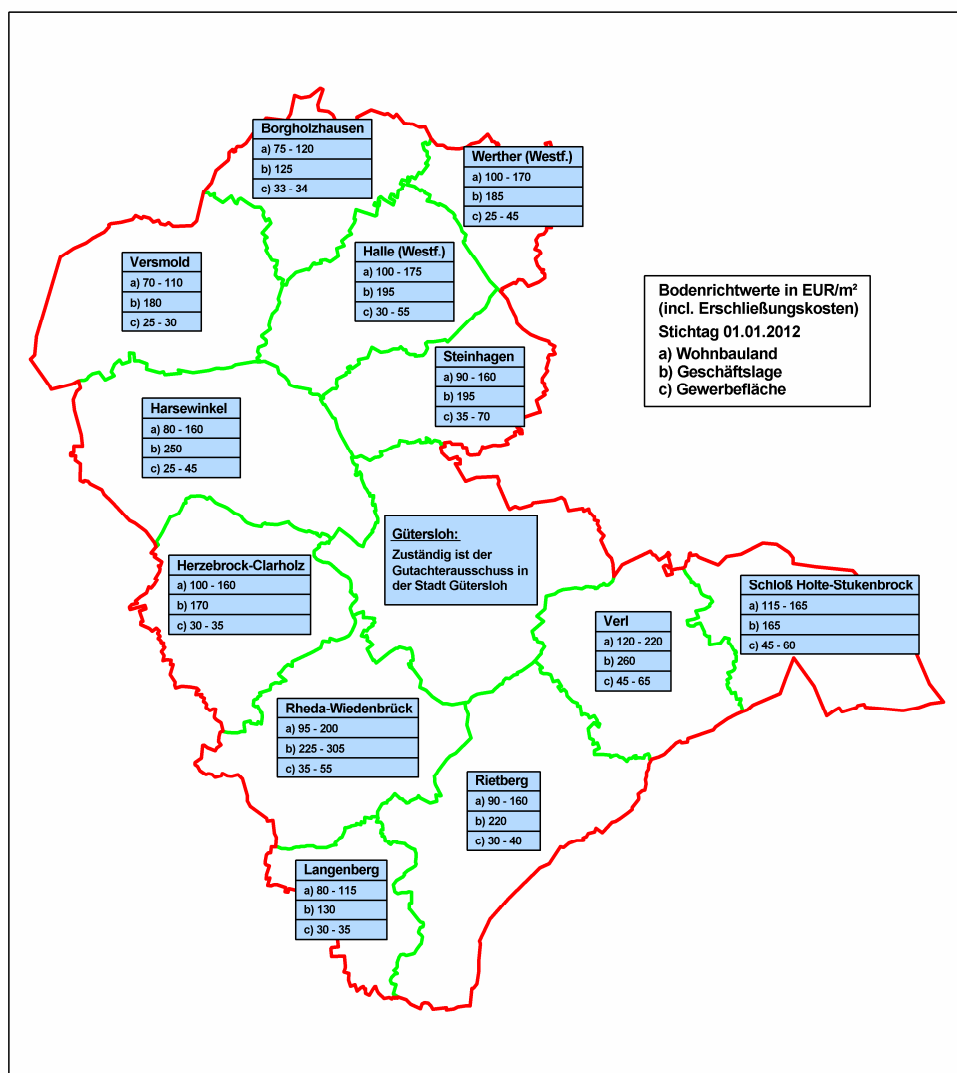 Borgholzhausen
a) 75 - 120
b) 125
c) 33 - 34
Werther (Westf.)
a) 100 - 170
b) 185
c) 25 - 45
Versmold
a) 70 - 110
b) 180
c) 25 - 30
Halle (Westf.)
a) 100 - 175
b) 195
c) 30 - 55
Bodenrichtwerte in EUR/m²
(incl. Erschließungskosten)
Stichtag 01.01.2012
a) Wohnbauland
b) Geschäftslage
c) Gewerbefläche
Steinhagen
a) 90 - 160
b) 195
c) 35 - 70
Harsewinkel
a) 80 - 160
b) 250
c) 25 - 45
Gütersloh:
Zuständig ist der
Gutachterausschuss in
der Stadt Gütersloh
Herzebrock-Clarholz
a) 100 - 160
b) 170
c) 30 - 35
Schloß Holte-Stukenbrock
a) 115 - 165
b) 165
c) 45 - 60
Verl
a) 120 - 220
b) 260
c) 45 - 65
Rheda-Wiedenbrück
a) 95 - 200
b) 225 - 305
c) 35 - 55
Rietberg
a) 90 - 160
b) 220
c) 30 - 40
Langenberg
a) 80 - 115
b) 130
c) 30 - 35